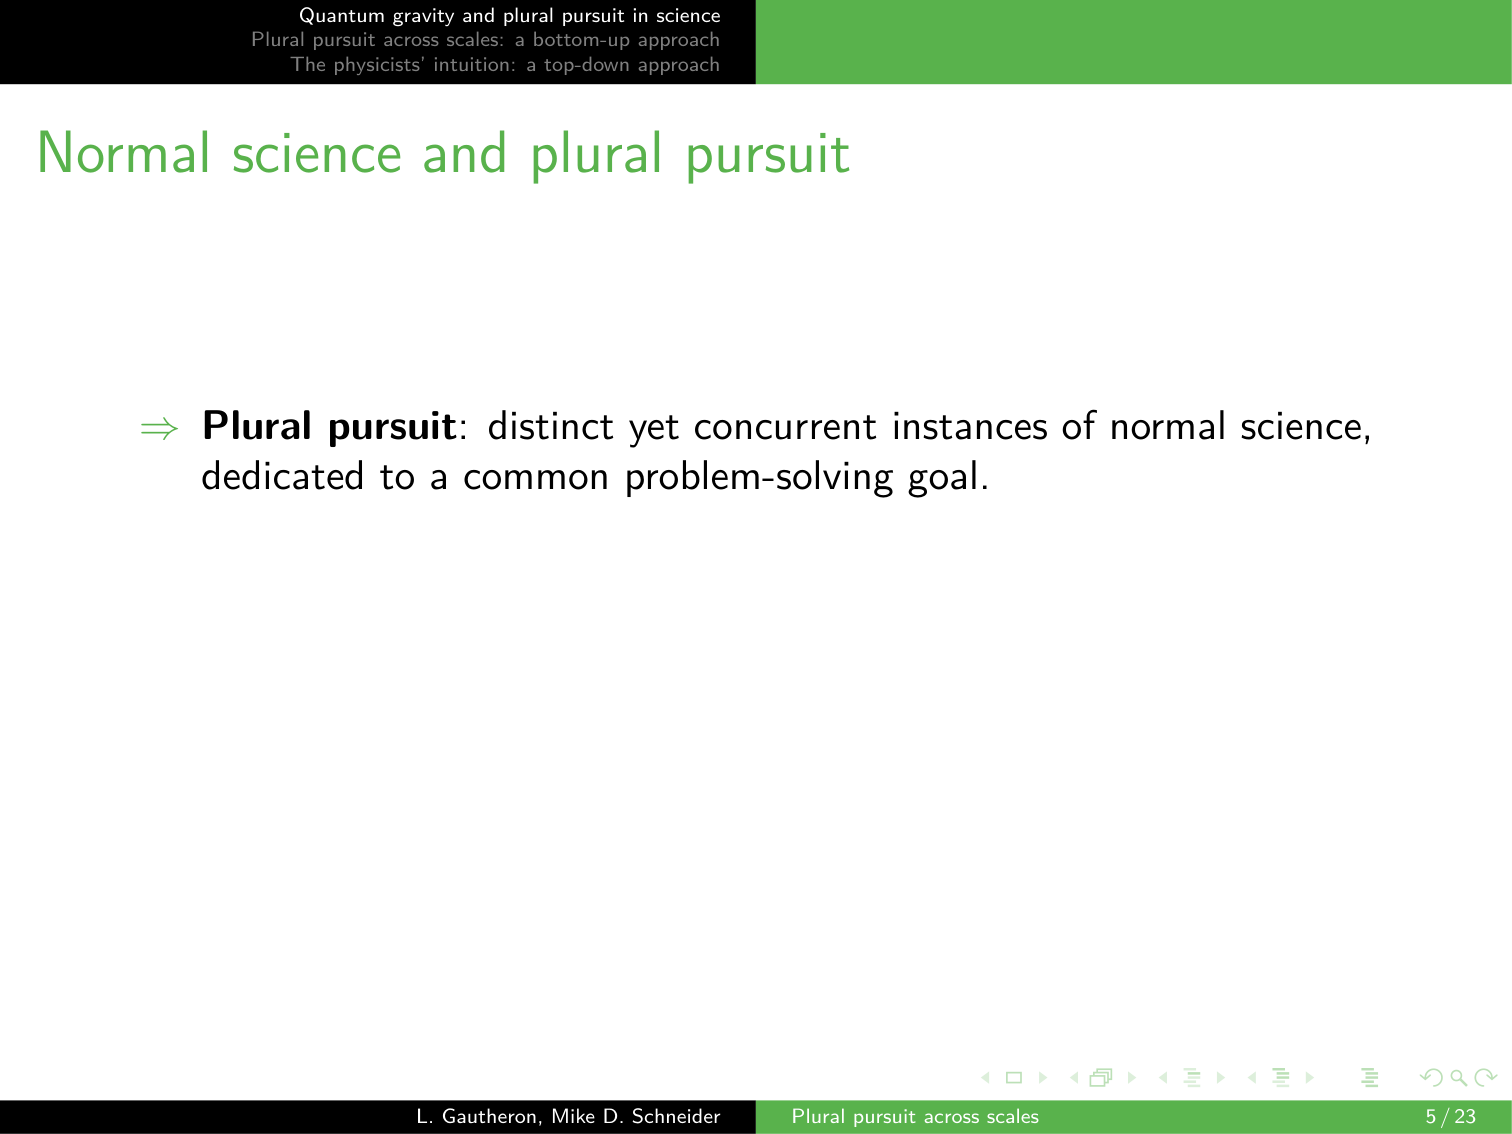 Quantum gravity and plural pursuit in science
Plural pursuit across scales: a bottom-up approach
The physicists' intuition: a top-down approach
Normal science and plural pursuit
⇒ Plural pursuit: distinct yet concurrent instances of normal science,
dedicated to a common problem-solving goal.
L. Gautheron, Mike D. Schneider
Plural pursuit across scales
5 / 23